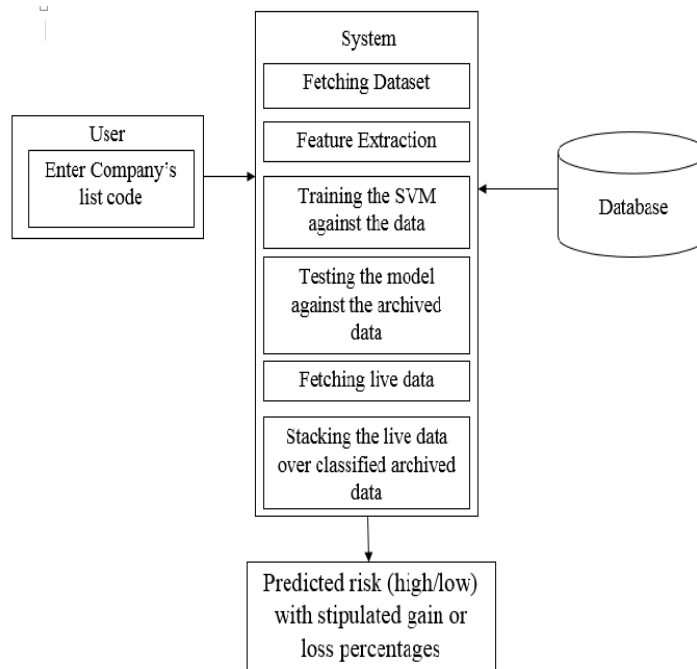 System
Fetching Dataset
Feature Extraction
Training the SVM
against the data
Testing the model
against the archived
data
Fetching live data
Stacking the live data
over classified archived
data
User
Enter Company's
list code
Database
Predicted risk (high/low)
with stipulated gain or
loss percentages